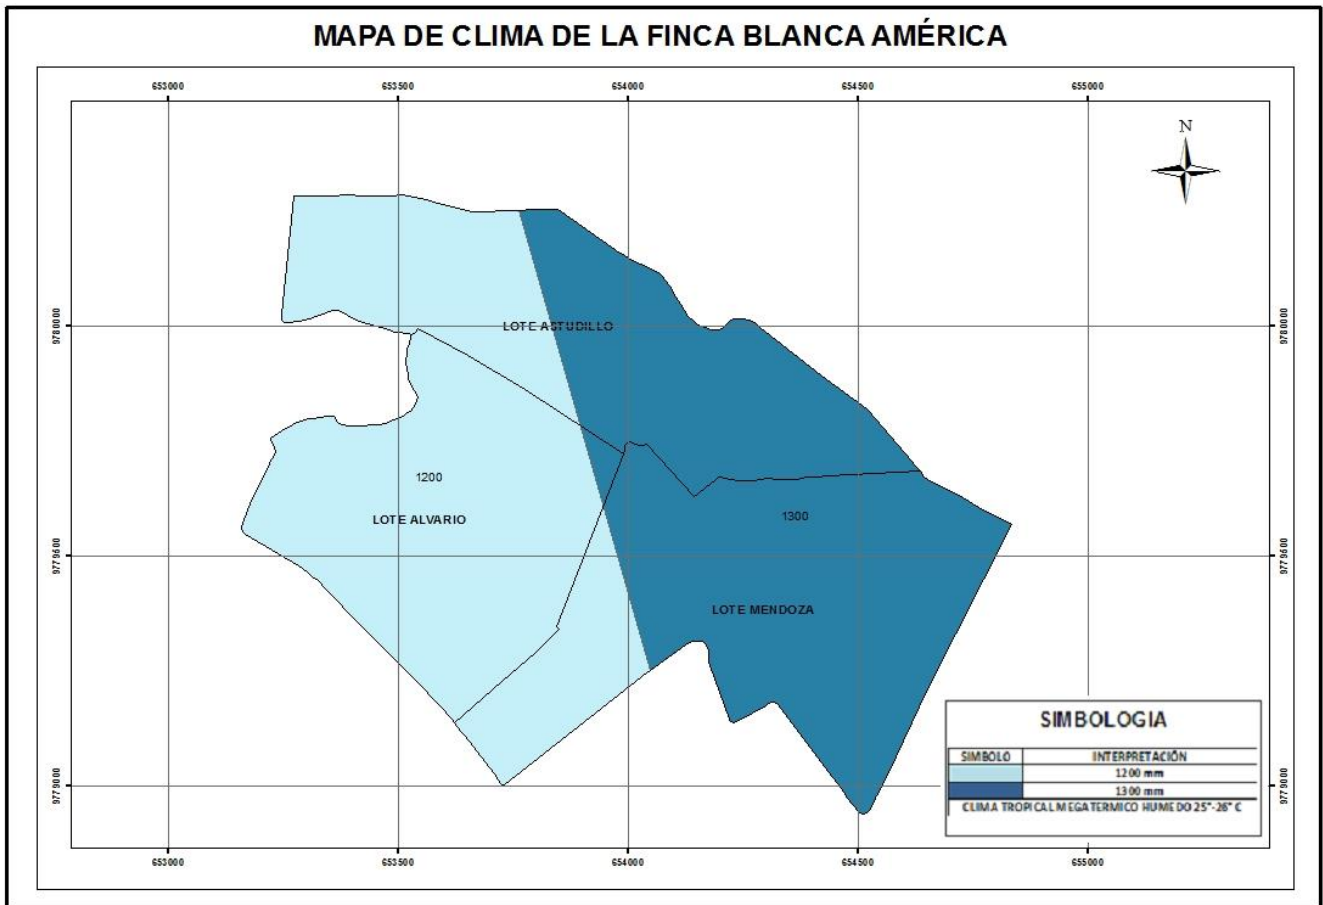 MAPA DE CLIMA DE LA FINCA BLANCA AMÉRICA
653000 653500 654000 654500 655000
N
9780000 9780000
LOTE ASTUDILLO
1200
LOTE ALVARIO
1300
9779500 9779500
LOTE MENDOZA
SIMBOLOGIA
SIMBOLO INTERPRETACIÓN
1200 mm
1300 mm
CLIMA TROPICAL MEGATERMICO HUMEDO 25°-26° C
9779000 9779000
653000 653500 654000 654500 655000